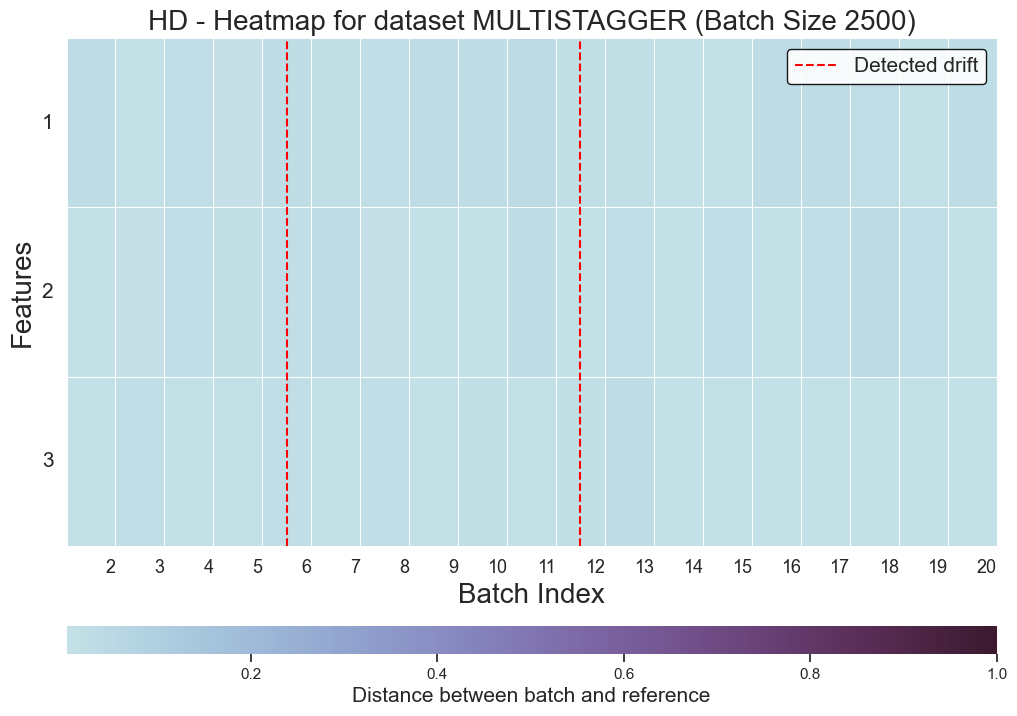 HD - Heatmap for dataset MULTISTAGGER (Batch Size 2500)
Detected drift
1
2
3
Features
2 3 4 5 6 7 8 9 10 11 12 13 14 15 16 17 18 19 20
Batch Index
0.2 0.4 0.6 0.8 1.0
Distance between batch and reference